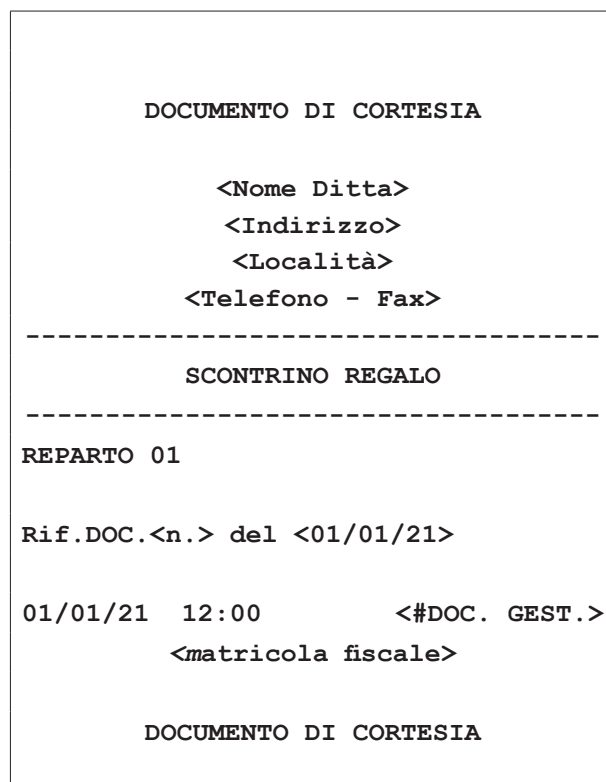 DOCUMENTO DI CORTESIA
<Nome Ditta>
<Indirizzo>
<Località>
<Telefono - Fax>
------------------------------------
SCONTRINO REGALO
------------------------------------
REPARTO 01
Rif.DOC.<n.> del <01/01/21>
01/01/21 12:00 <#DOC. GEST.>
<matricola fiscale>
DOCUMENTO DI CORTESIA